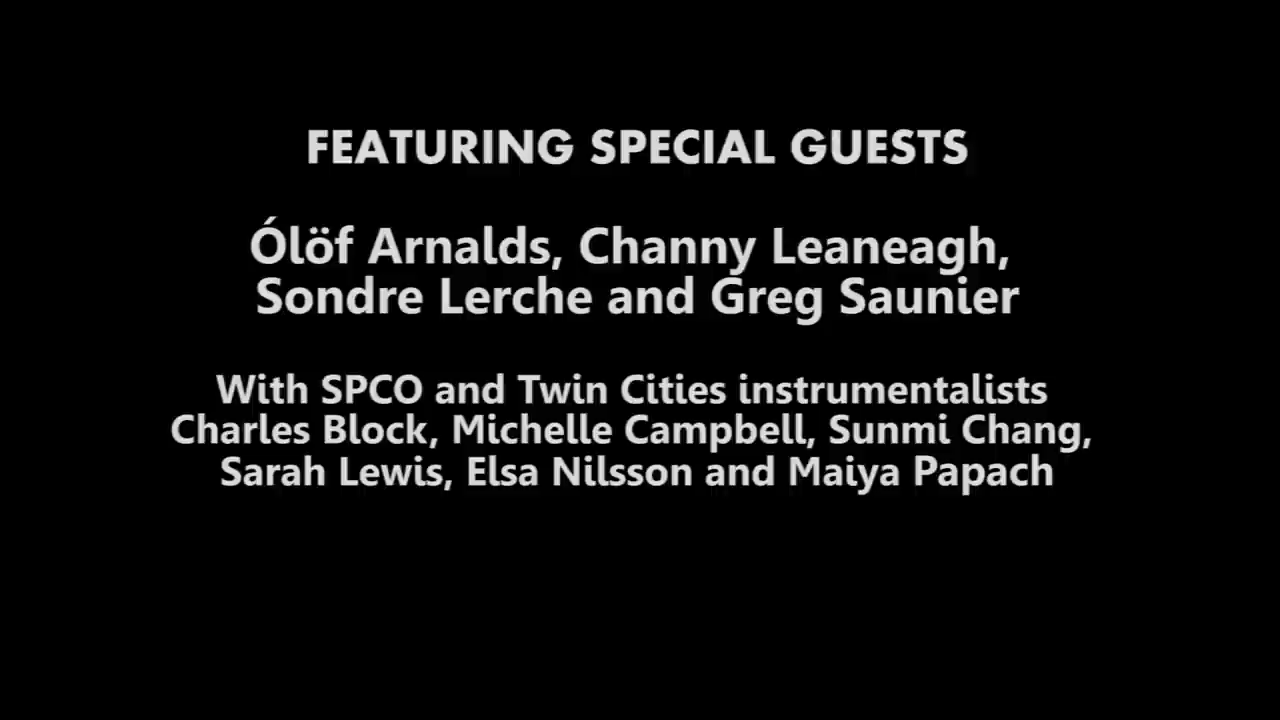 FEATURING SPECIAL GUESTS
Ólöf Arnalds, Channy Leaneagh,
Sondre Lerche and Greg Saunier
With SPCO and Twin Cities instrumentalists
Charles Block, Michelle Campbell, Sunmi Chang,
Sarah Lewis, Elsa Nilsson and Maiya Papach